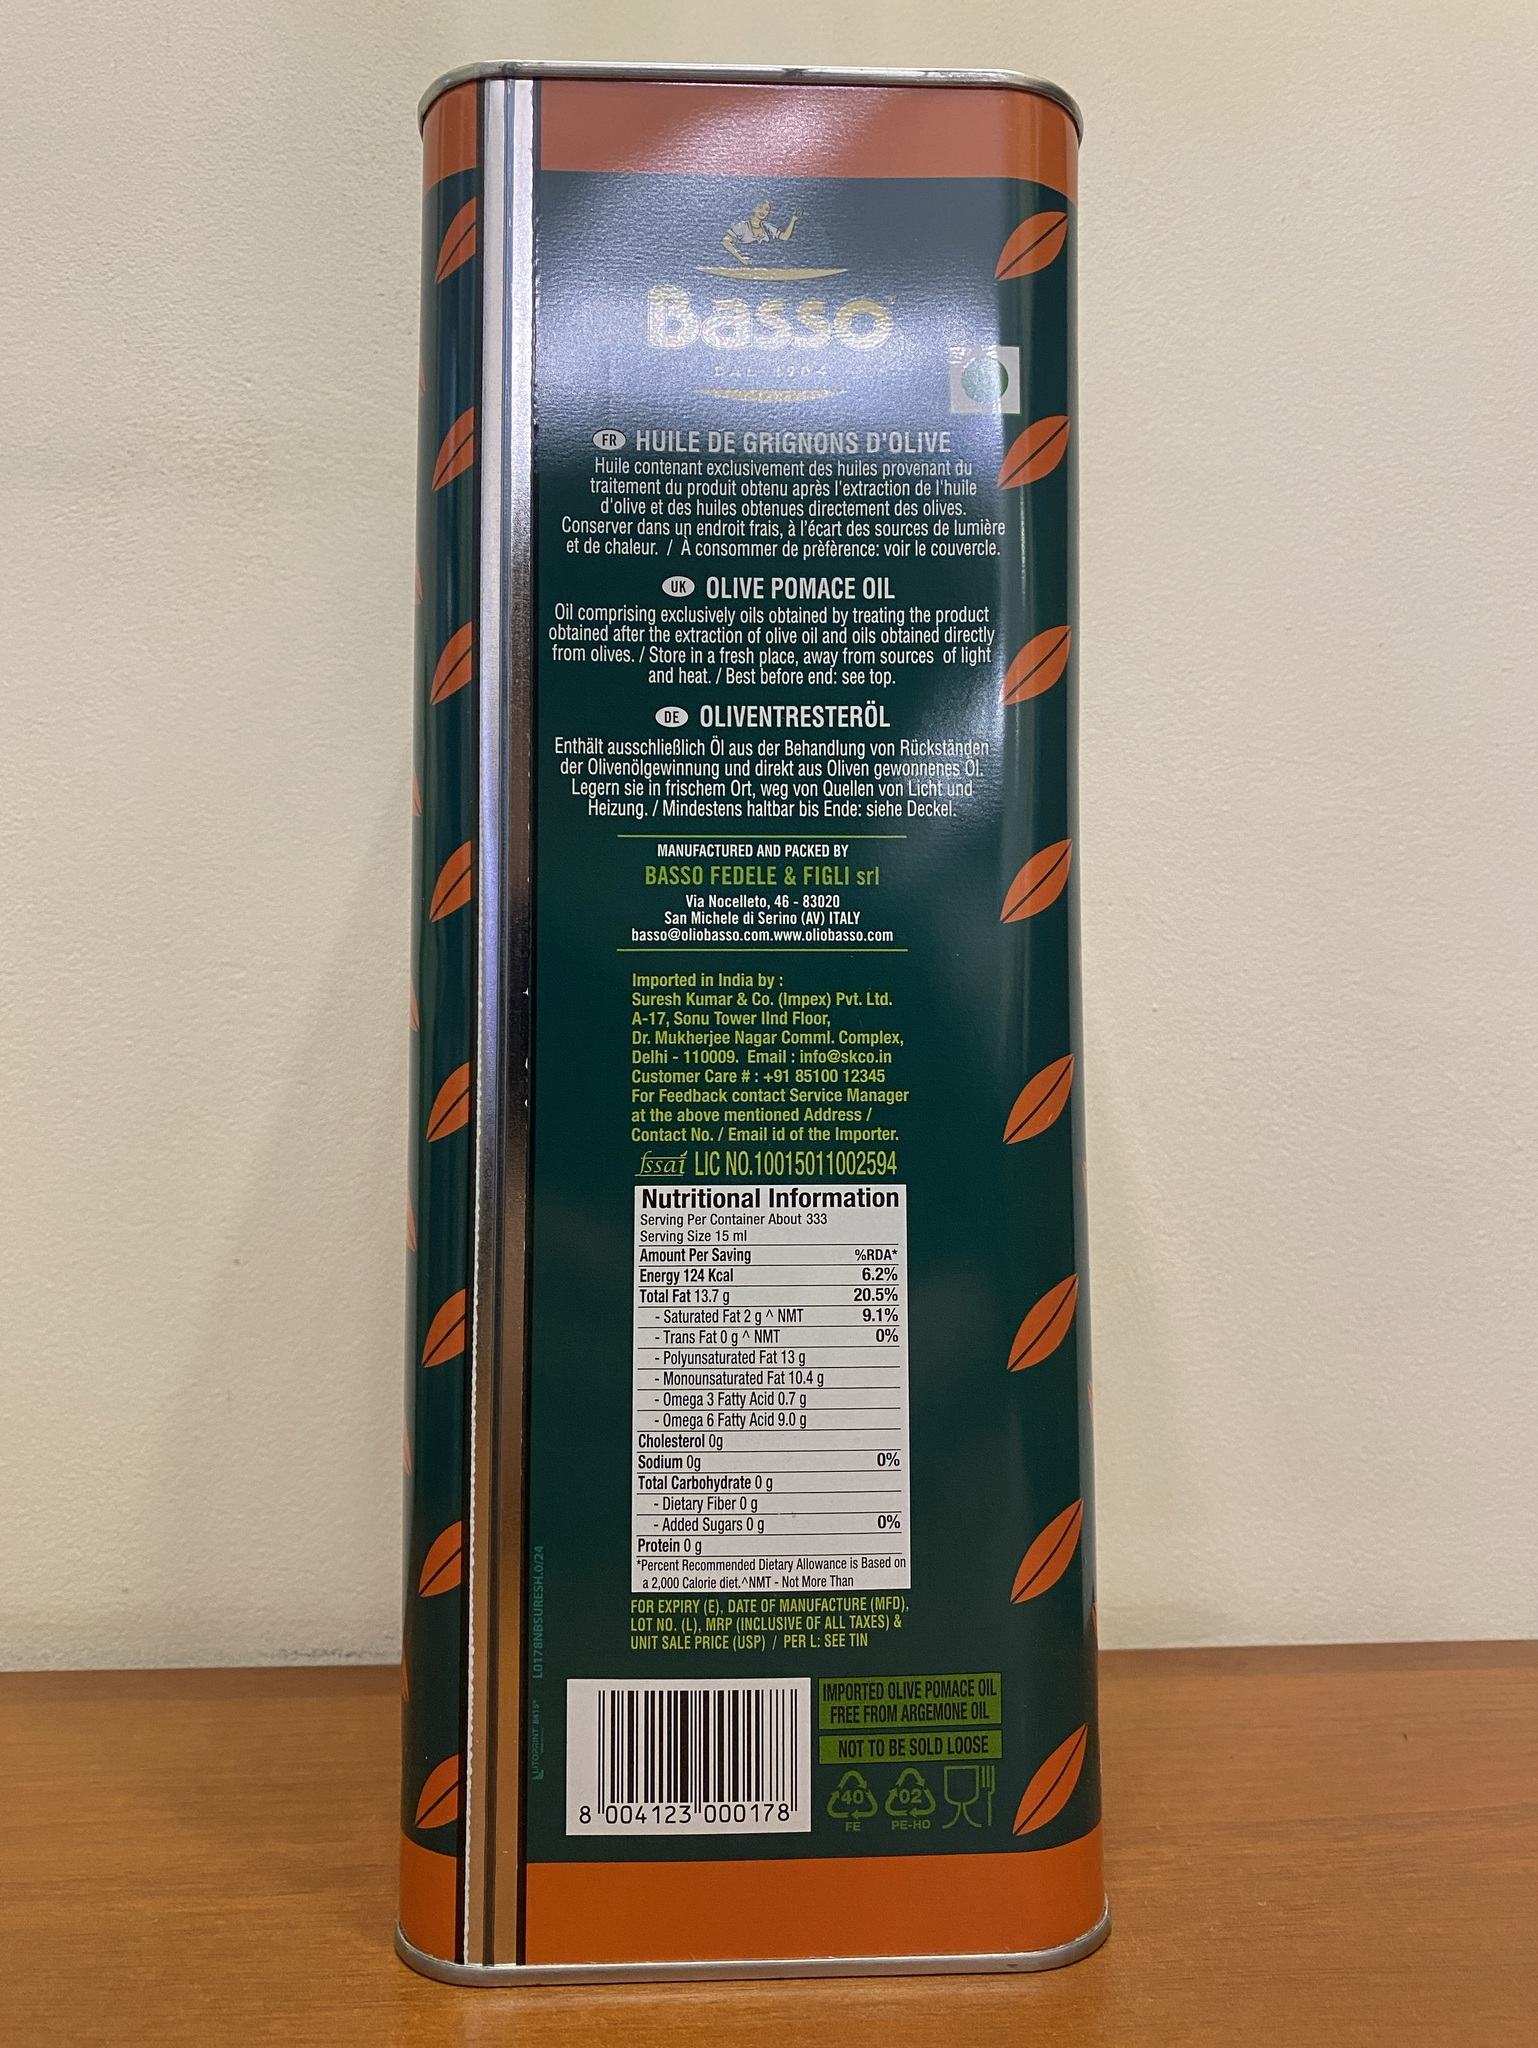 Basso
DAL 1904
FR HUILE DE GRIGNONS D'OLIVE
Huile contenant exclusivement des huiles provenant du
traitement du produit obtenu après l'extraction de l'huile
d'olive et des huiles obtenues directement des olives.
Conserver dans un endroit frais, à l'écart des sources de lumière
et de chaleur. / À consommer de prèfèrence: voir le couvercle.
UK OLIVE POMACE OIL
Oil comprising exclusively oils obtained by treating the product
obtained after the extraction of olive oil and oils obtained directly
from olives. / Store in a fresh place, away from sources of light
and heat. / Best before end: see top.
DE OLIVENTRESTERÖL
Enthält ausschließlich Öl aus der Behandlung von Rückständen
der Olivenölgewinnung und direkt aus Oliven gewonnenes Öl.
Legern sie in frischem Ort, weg von Quellen von Licht und
Heizung. / Mindestens haltbar bis Ende: siehe Deckel.
MANUFACTURED AND PACKED BY
BASSO FEDELE & FIGLI srl
Via Nocelleto, 46 - 83020
San Michele di Serino (AV) ITALY
basso@oliobasso.com.www.oliobasso.com
Imported in India by :
Suresh Kumar & Co. (Impex) Pvt. Ltd.
A-17, Sonu Tower IInd Floor,
Dr. Mukherjee Nagar Comml. Complex,
Delhi - 110009. Email : info@skco.in
Customer Care # : +91 85100 12345
For Feedback contact Service Manager
at the above mentioned Address /
Contact No. / Email id of the Importer.
fssai LIC NO.10015011002594
Nutritional Information
Serving Per Container About 333
Serving Size 15 ml
Amount Per Saving %RDA*
Energy 124 Kcal 6.2%
Total Fat 13.7 g 20.5%
- Saturated Fat 2 g ^ NMT 9.1%
- Trans Fat 0 g ^ NMT 0%
- Polyunsaturated Fat 13 g
- Monounsaturated Fat 10.4 g
- Omega 3 Fatty Acid 0.7 g
- Omega 6 Fatty Acid 9.0 g
Cholesterol 0g
Sodium 0g 0%
Total Carbohydrate 0 g
- Dietary Fiber 0 g
- Added Sugars 0 g 0%
Protein 0 g
*Percent Recommended Dietary Allowance is Based on
a 2,000 Calorie diet.^NMT - Not More Than
FOR EXPIRY (E), DATE OF MANUFACTURE (MFD),
LOT NO. (L), MRP (INCLUSIVE OF ALL TAXES) &
UNIT SALE PRICE (USP) / PER L: SEE TIN
L0178NBSURESH.0/24
8 004123 000178
IMPORTED OLIVE POMACE OIL
FREE FROM ARGEMONE OIL
NOT TO BE SOLD LOOSE
40 02
FE PE-HD